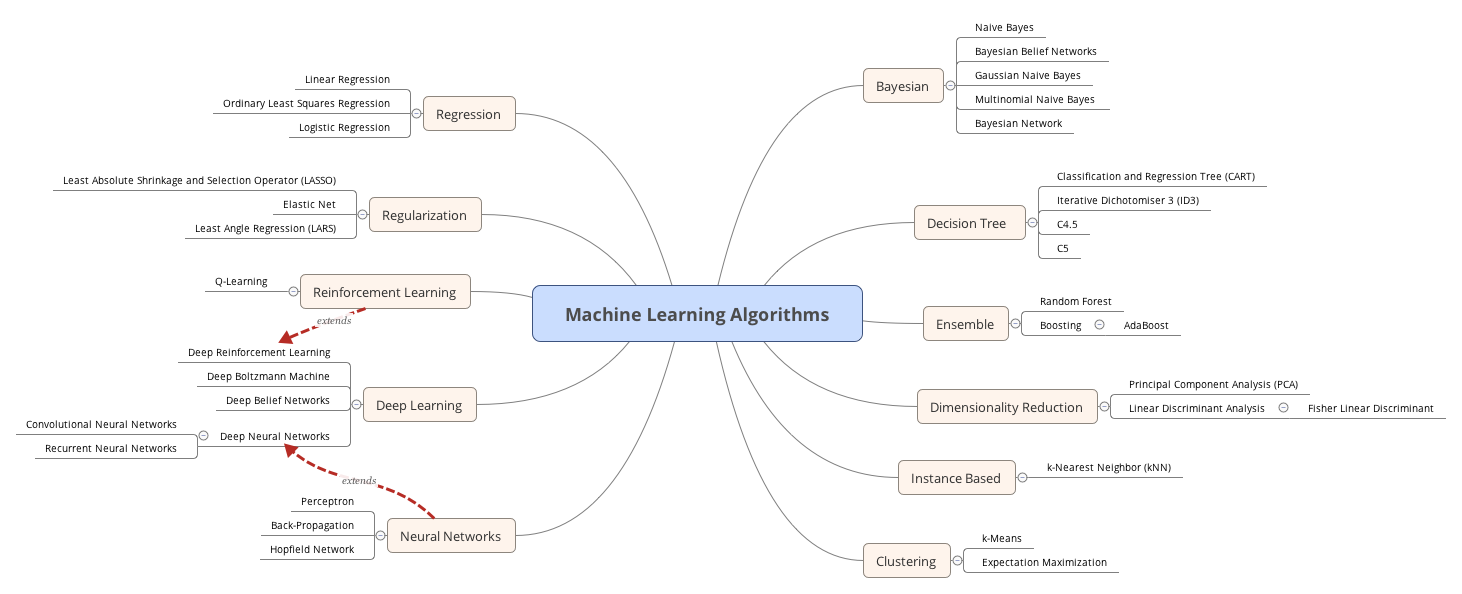 Machine Learning Algorithms
Regression
Linear Regression
Ordinary Least Squares Regression
Logistic Regression
Regularization
Least Absolute Shrinkage and Selection Operator (LASSO)
Elastic Net
Least Angle Regression (LARS)
Reinforcement Learning
Q-Learning
extends
Deep Learning
Deep Reinforcement Learning
Deep Boltzmann Machine
Deep Belief Networks
Deep Neural Networks
Convolutional Neural Networks
Recurrent Neural Networks
extends
Neural Networks
Perceptron
Back-Propagation
Hopfield Network
Bayesian
Naive Bayes
Bayesian Belief Networks
Gaussian Naive Bayes
Multinomial Naive Bayes
Bayesian Network
Decision Tree
Classification and Regression Tree (CART)
Iterative Dichotomiser 3 (ID3)
C4.5
C5
Ensemble
Random Forest
Boosting
AdaBoost
Dimensionality Reduction
Principal Component Analysis (PCA)
Linear Discriminant Analysis
Fisher Linear Discriminant
Instance Based
k-Nearest Neighbor (kNN)
Clustering
k-Means
Expectation Maximization